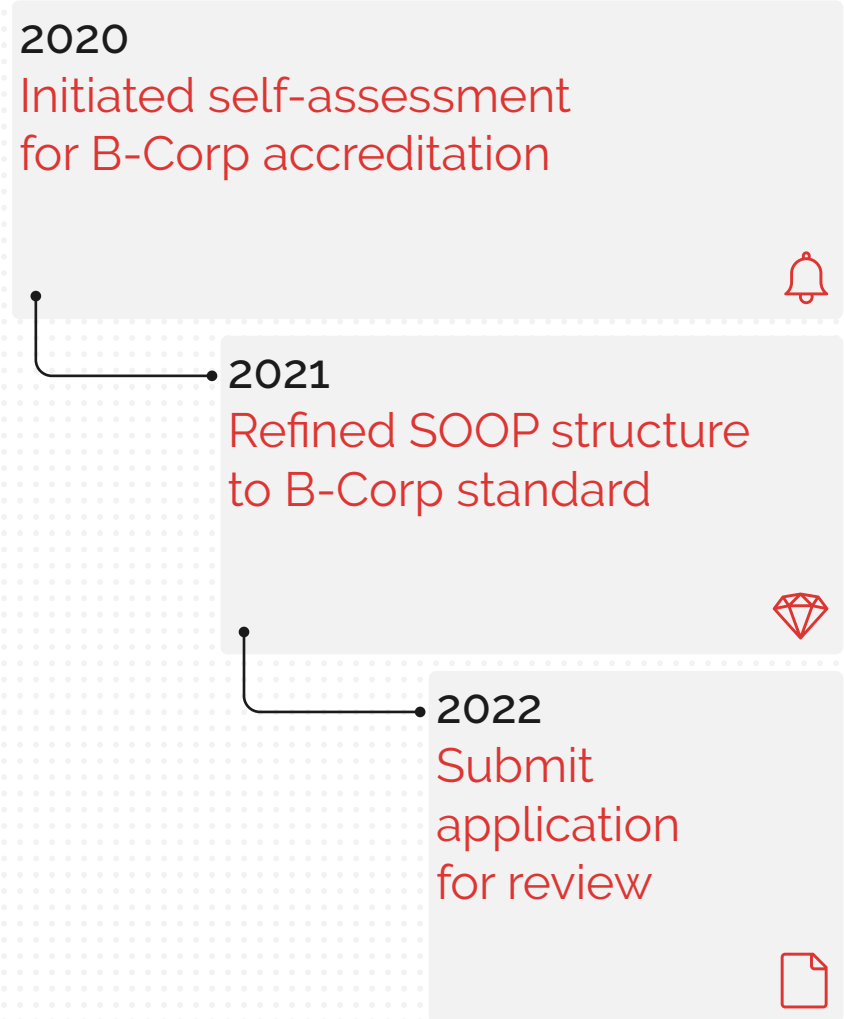 2020
Initiated self-assessment
for B-Corp accreditation
2021
Refined SOOP structure
to B-Corp standard
2022
Submit
application
for review